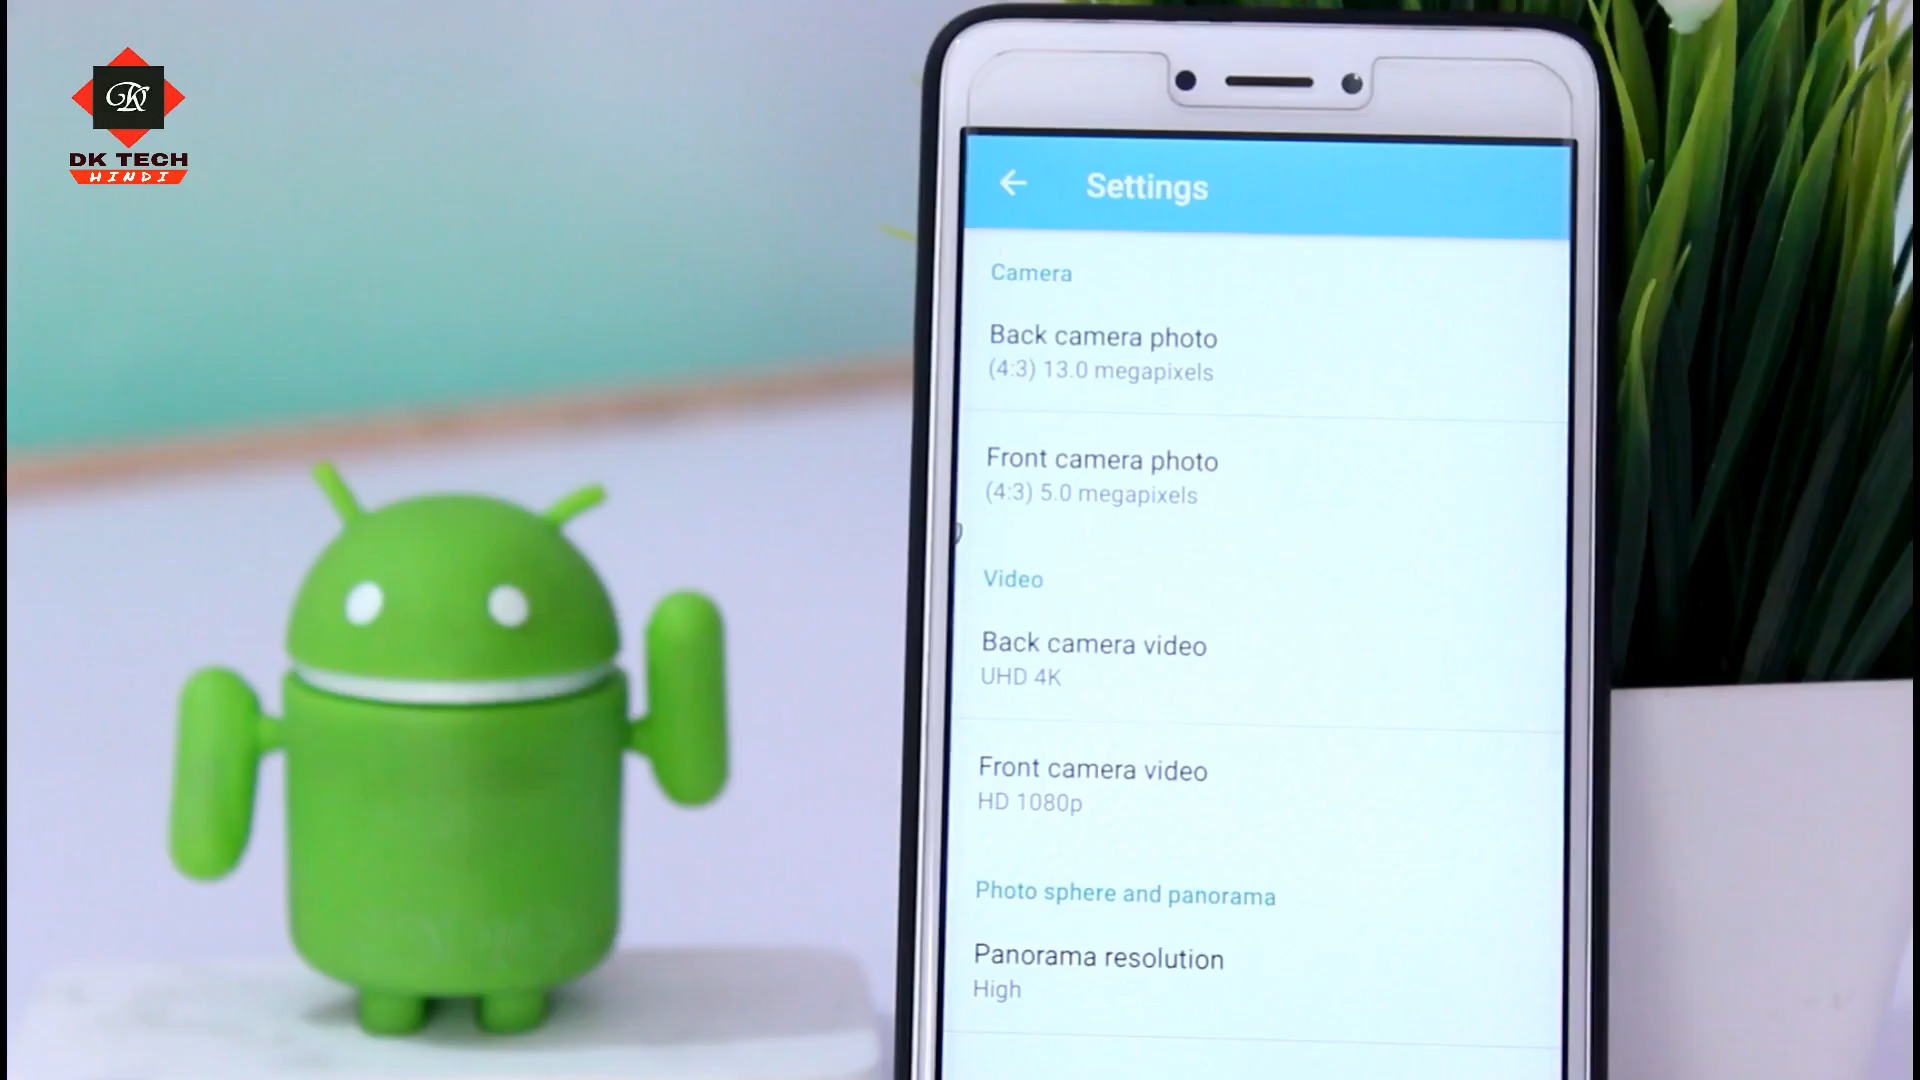 DK
DK TECH
HINDI
Settings
Camera
Back camera photo
(4:3) 13.0 megapixels
Front camera photo
(4:3) 5.0 megapixels
Video
Back camera video
UHD 4K
Front camera video
HD 1080p
Photo sphere and panorama
Panorama resolution
High